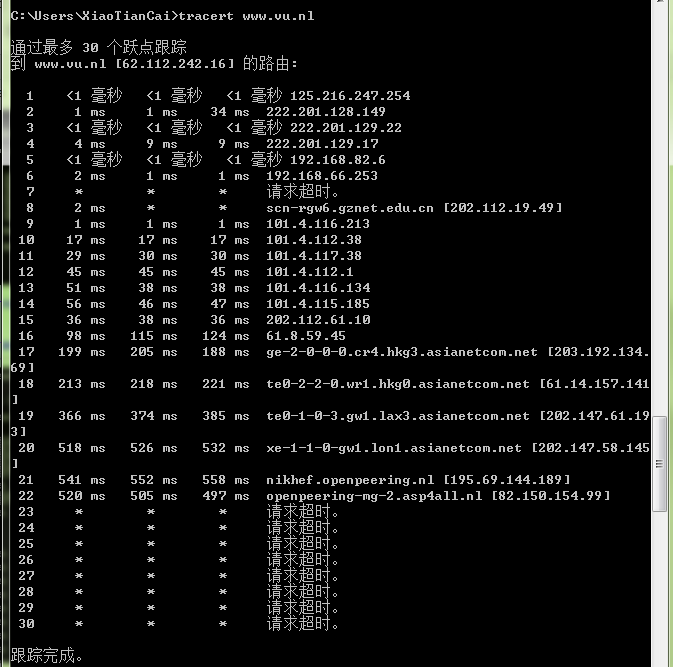 C:\Users\XiaoTianCai>tracert www.vu.nl
通过最多 30 个跃点跟踪
到 www.vu.nl [62.112.242.16] 的路由:
1 <1 毫秒 <1 毫秒 <1 毫秒 125.216.247.254
2 1 ms 1 ms 34 ms 222.201.128.149
3 <1 毫秒 <1 毫秒 <1 毫秒 222.201.129.22
4 4 ms 9 ms 9 ms 222.201.129.17
5 <1 毫秒 <1 毫秒 <1 毫秒 192.168.82.6
6 2 ms 1 ms 1 ms 192.168.66.253
7 * * * 请求超时。
8 2 ms * * scn-rgw6.gznet.edu.cn [202.112.19.49]
9 1 ms 1 ms 1 ms 101.4.116.213
10 17 ms 17 ms 17 ms 101.4.112.38
11 29 ms 30 ms 30 ms 101.4.117.38
12 45 ms 45 ms 45 ms 101.4.112.1
13 51 ms 38 ms 38 ms 101.4.116.134
14 56 ms 46 ms 47 ms 101.4.115.185
15 36 ms 38 ms 36 ms 202.112.61.10
16 98 ms 115 ms 124 ms 61.8.59.45
17 199 ms 205 ms 188 ms ge-2-0-0-0.cr4.hkg3.asianetcom.net [203.192.134.
69]
18 213 ms 218 ms 221 ms te0-2-2-0.wr1.hkg0.asianetcom.net [61.14.157.141
]
19 366 ms 374 ms 385 ms te0-1-0-3.gw1.lax3.asianetcom.net [202.147.61.19
3]
20 518 ms 526 ms 532 ms xe-1-1-0-gw1.lon1.asianetcom.net [202.147.58.145
]
21 541 ms 552 ms 558 ms nikhef.openpeering.nl [195.69.144.189]
22 520 ms 505 ms 497 ms openpeering-mg-2.asp4all.nl [82.150.154.99]
23 * * * 请求超时。
24 * * * 请求超时。
25 * * * 请求超时。
26 * * * 请求超时。
27 * * * 请求超时。
28 * * * 请求超时。
29 * * * 请求超时。
30 * * * 请求超时。
跟踪完成。